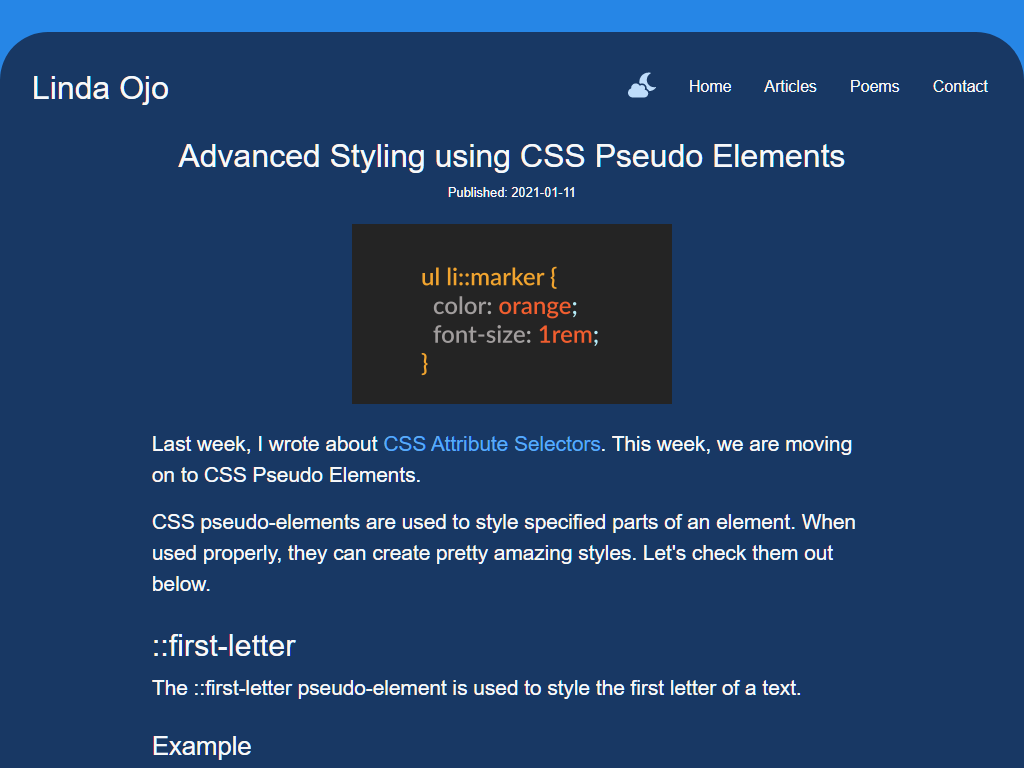 Linda Ojo
Home
Articles
Poems
Contact
Advanced Styling using CSS Pseudo Elements
Published: 2021-01-11
ul li::marker {
color: orange;
font-size: 1rem;
}
Last week, I wrote about CSS Attribute Selectors. This week, we are moving
on to CSS Pseudo Elements.
CSS pseudo-elements are used to style specified parts of an element. When
used properly, they can create pretty amazing styles. Let's check them out
below.
::first-letter
The ::first-letter pseudo-element is used to style the first letter of a text.
Example